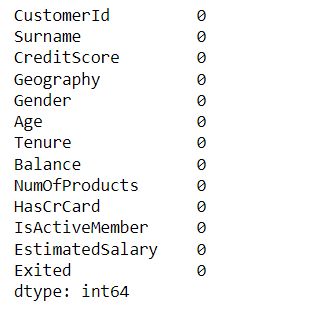 CustomerId 0
Surname 0
CreditScore 0
Geography 0
Gender 0
Age 0
Tenure 0
Balance 0
NumOfProducts 0
HasCrCard 0
IsActiveMember 0
EstimatedSalary 0
Exited 0
dtype: int64